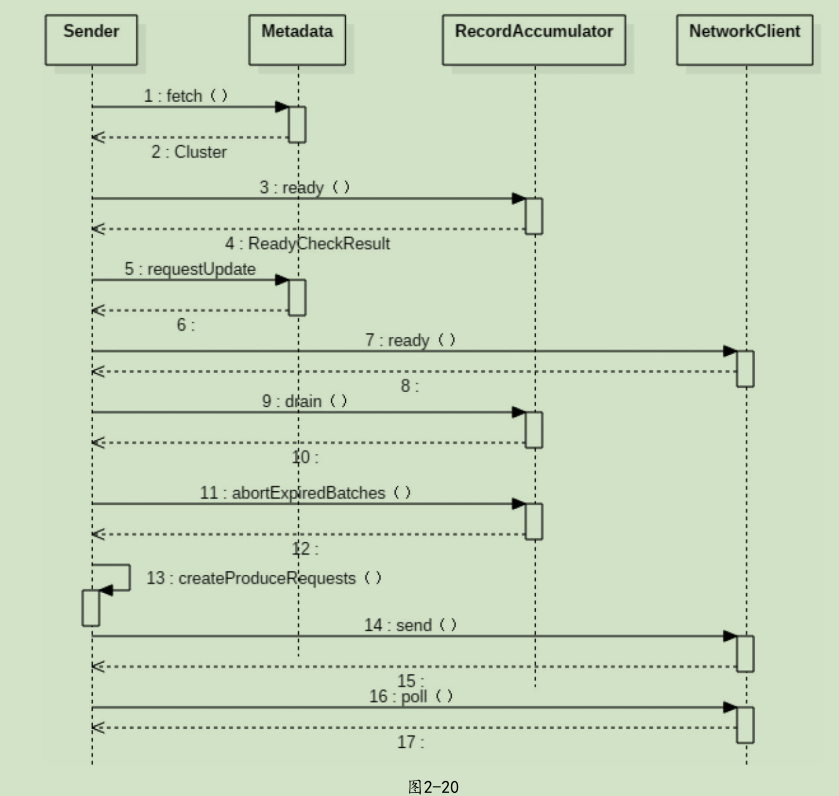 Sender Metadata RecordAccumulator NetworkClient
1 : fetch（）
2 : Cluster
3 : ready（）
4 : ReadyCheckResult
5 : requestUpdate
6 :
7 : ready（）
8 :
9 : drain（）
10 :
11 : abortExpiredBatches（）
12 :
13 : createProduceRequests（）
14 : send（）
15 :
16 : poll（）
17 :
图2-20